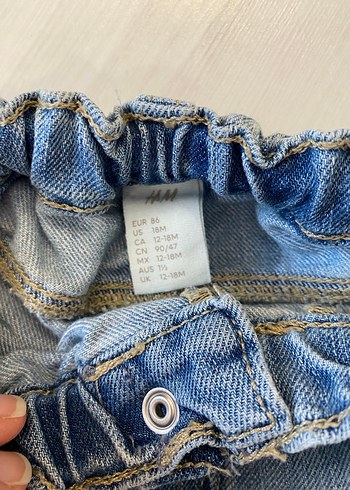 H&M
EUR 86
US 18M
CA 12-18M
CN 90/47
MX 12-18M
AUS 1½
UK 12-18M